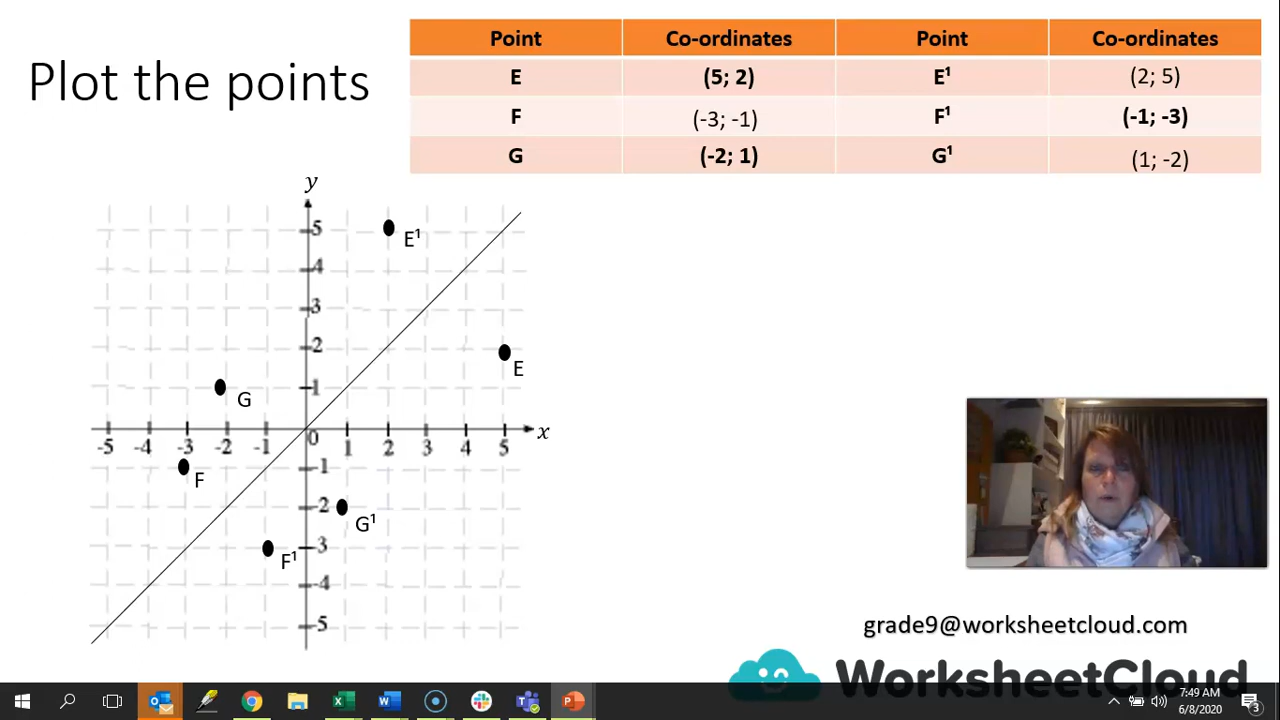 Plot the points
Point Co-ordinates Point Co-ordinates
E (5; 2) E¹ (2; 5)
F (-3; -1) F¹ (-1; -3)
G (-2; 1) G¹ (1; -2)
y
5
E¹
4
3
2
E
1
G
0
-5 -4 -3 -2 -1 1 2 3 4 5 x
-1
F
-2
G¹
-3
F¹
-4
-5
grade9@worksheetcloud.com
WorksheetCloud
7:49 AM
6/8/2020
3